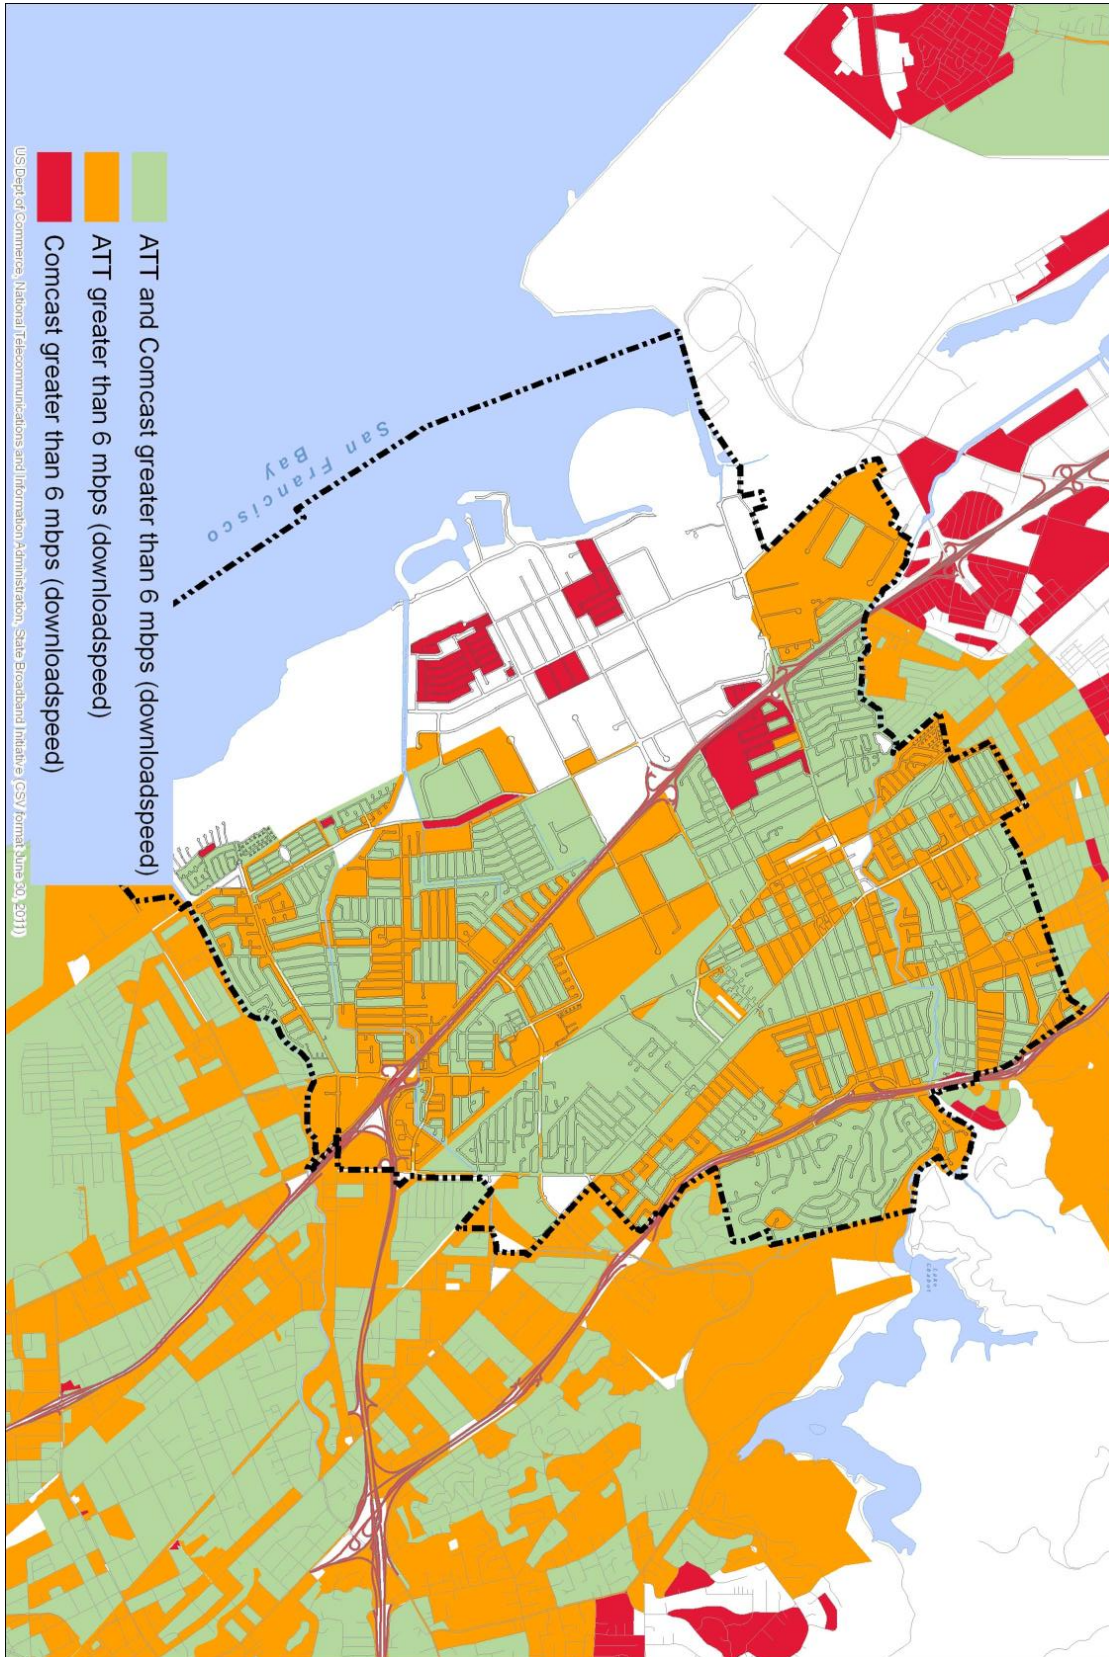 ATT and Comcast greater than 6 mbps (downloadspeed)
ATT greater than 6 mbps (downloadspeed)
Comcast greater than 6 mbps (downloadspeed)
US Dept of Commerce, National Telecommunications and Information Administration, State Broadband Initiative (CSV format June 30, 2011)
San Francisco
Bay